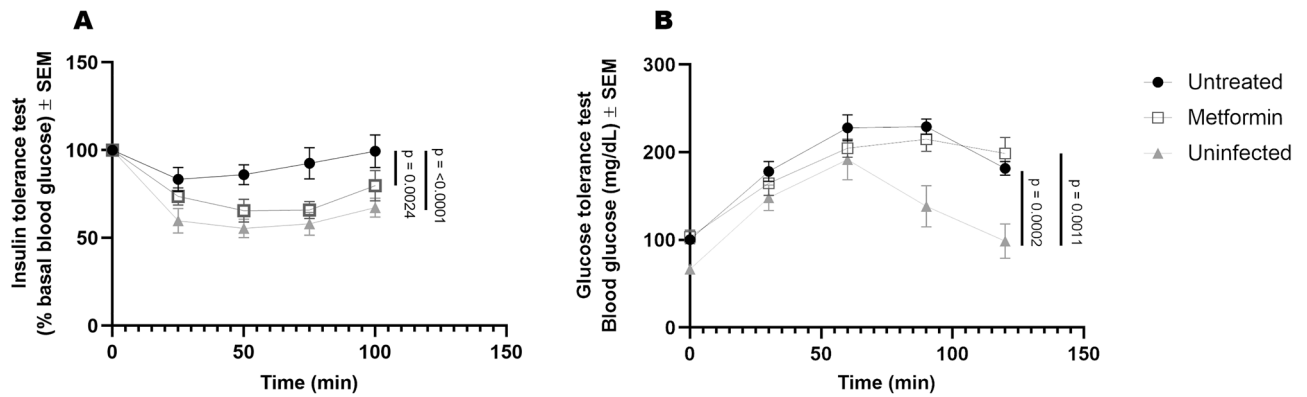 A
Insulin tolerance test
(% basal blood glucose) ± SEM
150
100
50
0
0
50
100
150
Time (min)
p = 0.0024
p = <0.0001
B
Glucose tolerance test
Blood glucose (mg/dL) ± SEM
300
200
100
0
0
50
100
150
Time (min)
p = 0.0002
p = 0.0011
Untreated
Metformin
Uninfected